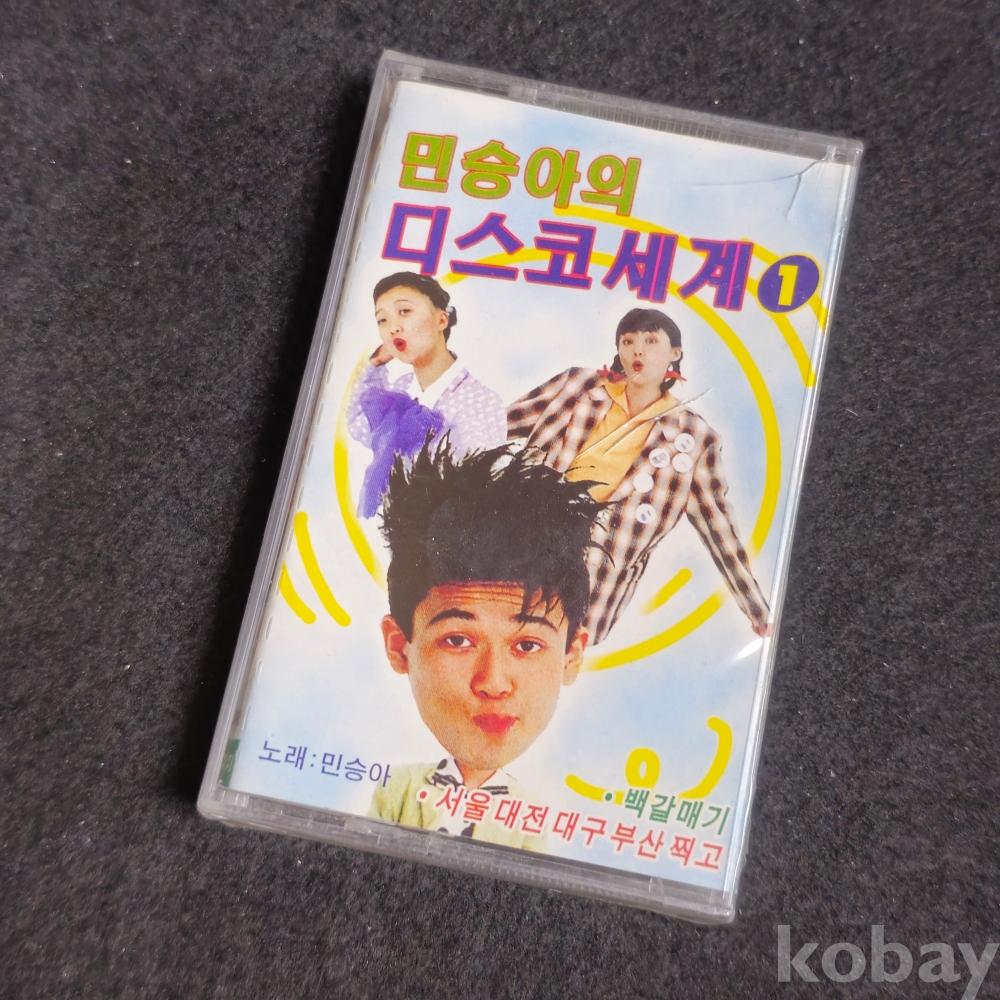 민승아의
디스코 세계 1
노래 : 민승아
• 백갈매기
• 서울 대전 대구 부산 찍고
kobay